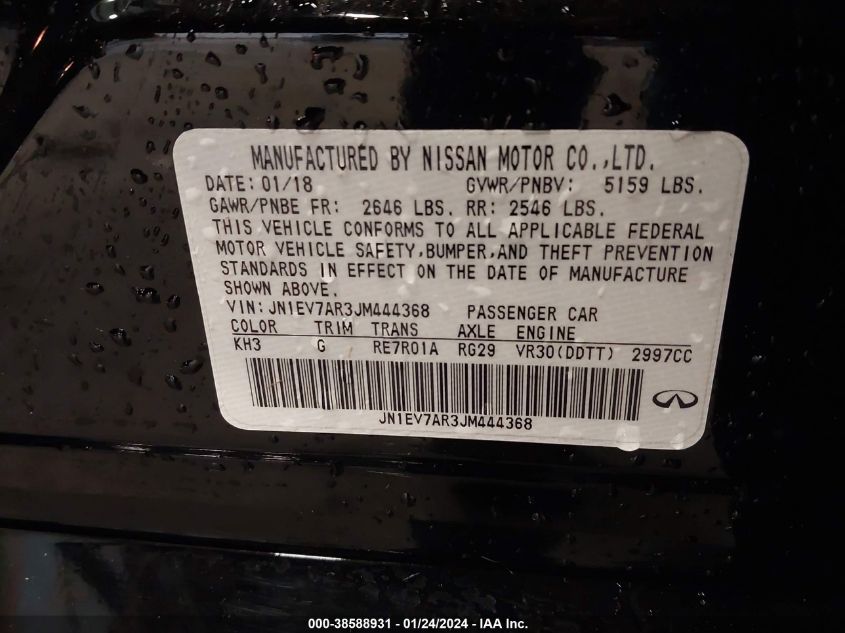 MANUFACTURED BY NISSAN MOTOR CO.,LTD.
DATE: 01/18 GVWR/PNBV: 5159 LBS.
GAWR/PNBE FR: 2646 LBS. RR: 2546 LBS.
THIS VEHICLE CONFORMS TO ALL APPLICABLE FEDERAL
MOTOR VEHICLE SAFETY,BUMPER,AND THEFT PREVENTION
STANDARDS IN EFFECT ON THE DATE OF MANUFACTURE
SHOWN ABOVE.
VIN:JN1EV7AR3JM444368 PASSENGER CAR
COLOR TRIM TRANS AXLE ENGINE
KH3 G RE7R01A RG29 VR30(DDTT) 2997CC
JN1EV7AR3JM444368
000-38588931 - 01/24/2024 - IAA Inc.